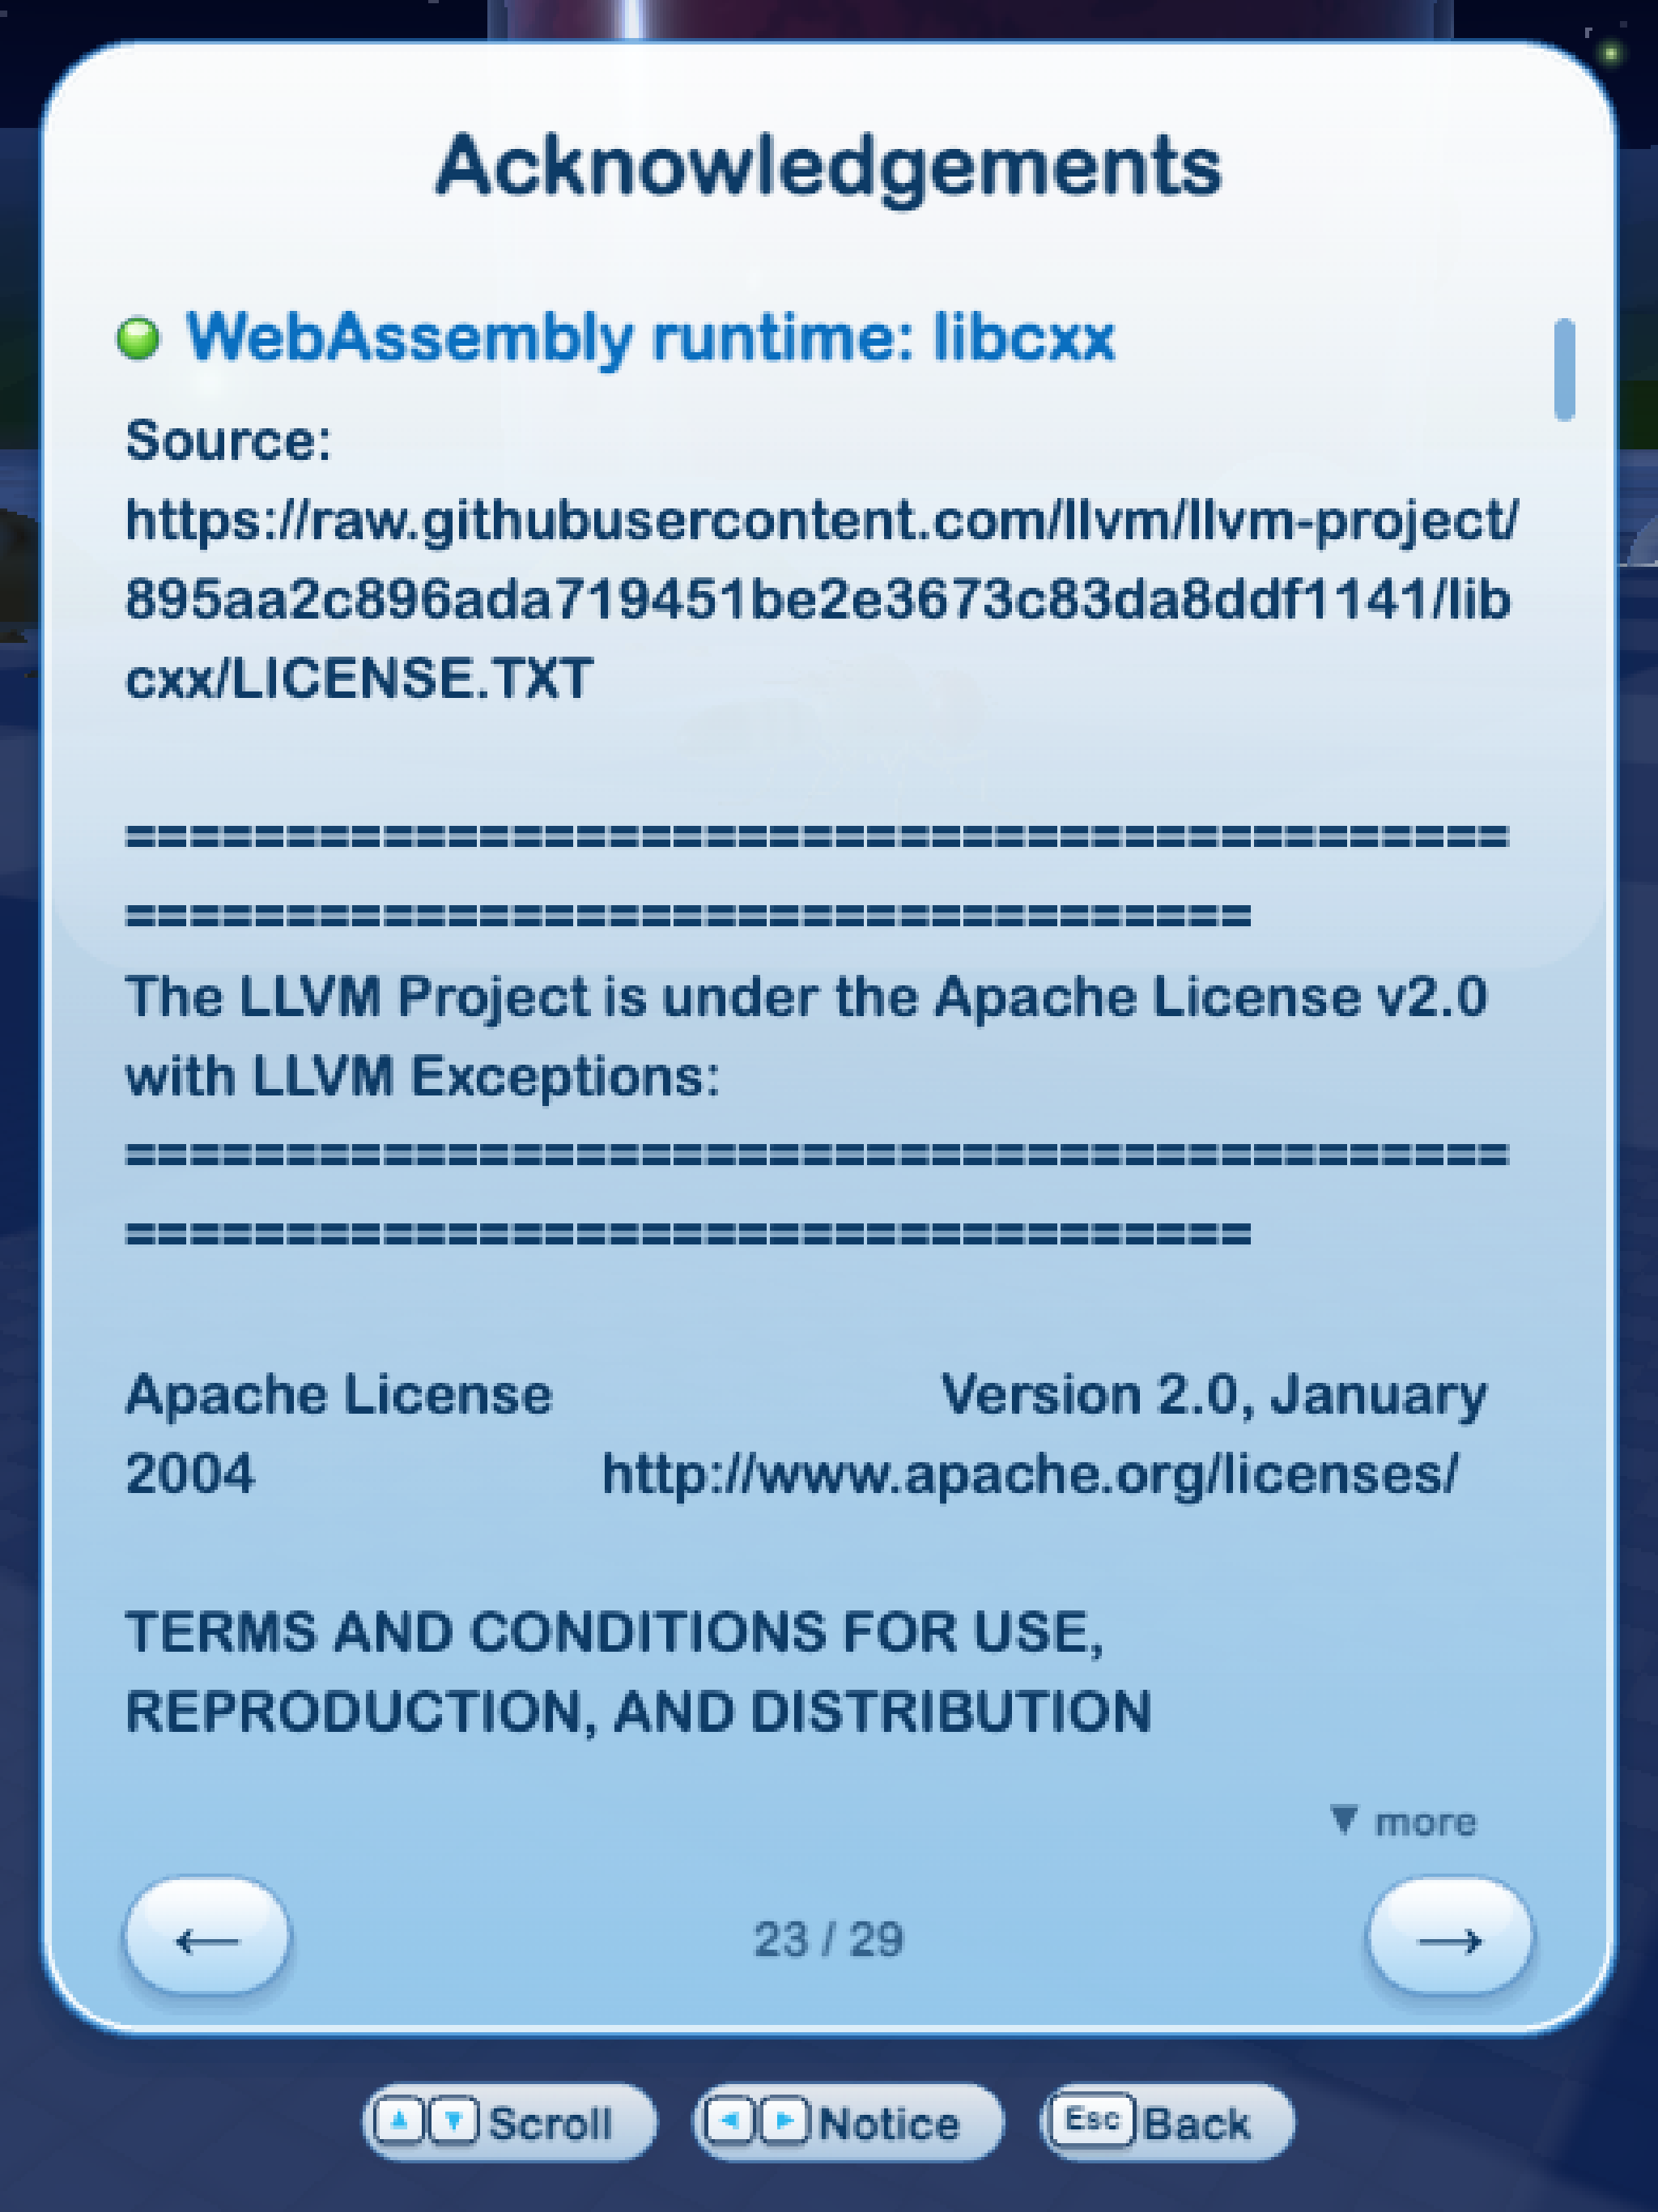 Acknowledgements
WebAssembly runtime: libcxx
Source:
https://raw.githubusercontent.com/llvm/llvm-project/
895aa2c896ada719451be2e3673c83da8ddf1141/lib
cxx/LICENSE.TXT
===========================================
===================================
The LLVM Project is under the Apache License v2.0
with LLVM Exceptions:
===========================================
===================================
Apache License Version 2.0, January
2004 http://www.apache.org/licenses/
TERMS AND CONDITIONS FOR USE,
REPRODUCTION, AND DISTRIBUTION
▼ more
← 23 / 29 →
▲ ▼ Scroll ◄ ► Notice Esc Back